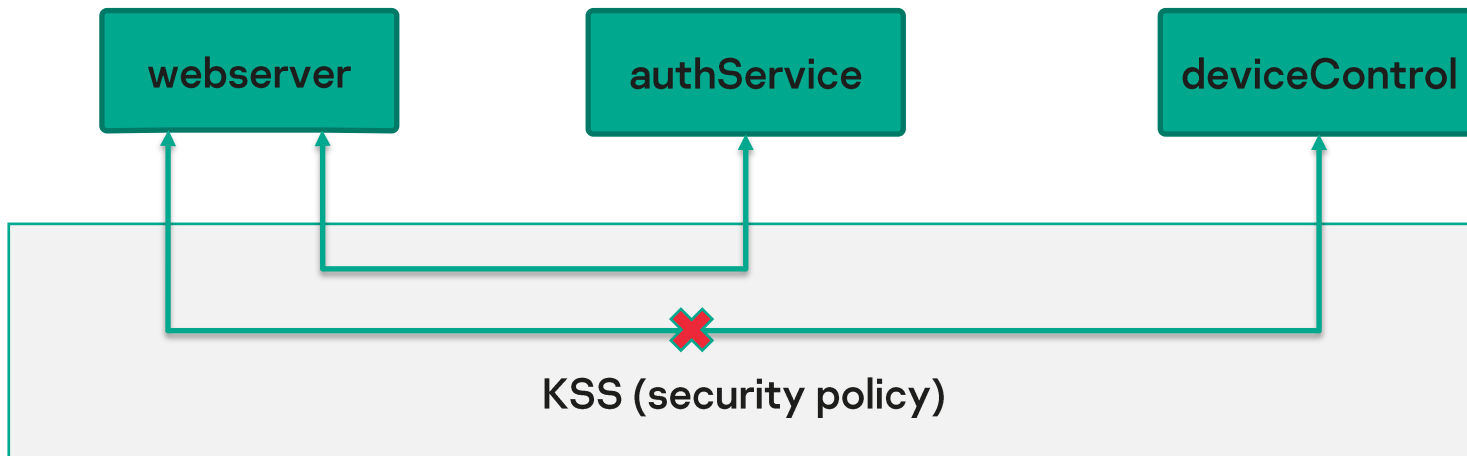 webserver
authService
deviceControl
KSS (security policy)